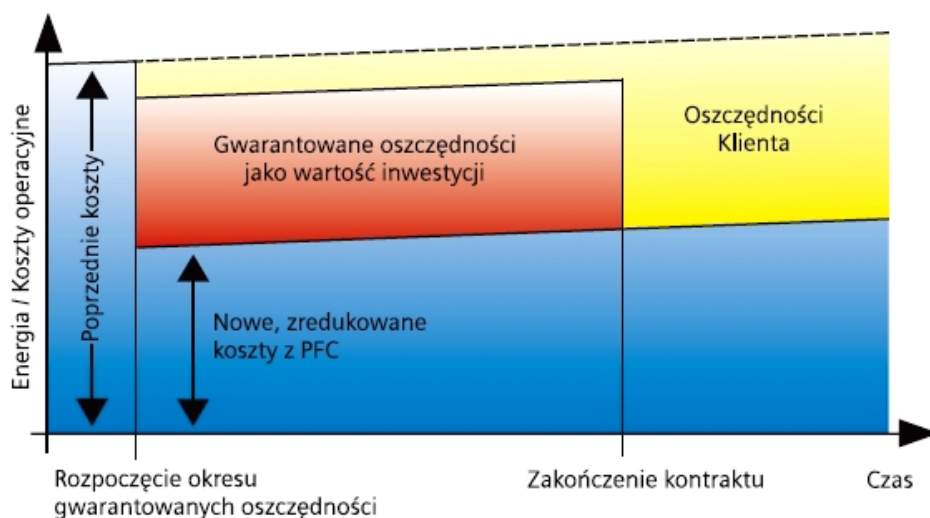 Energia / Koszty operacyjne
Poprzednie koszty
Gwarantowane oszczędności
jako wartość inwestycji
Oszczędności
Klienta
Nowe, zredukowane
koszty z PFC
Rozpoczęcie okresu
gwarantowanych oszczędności
Zakończenie kontraktu
Czas